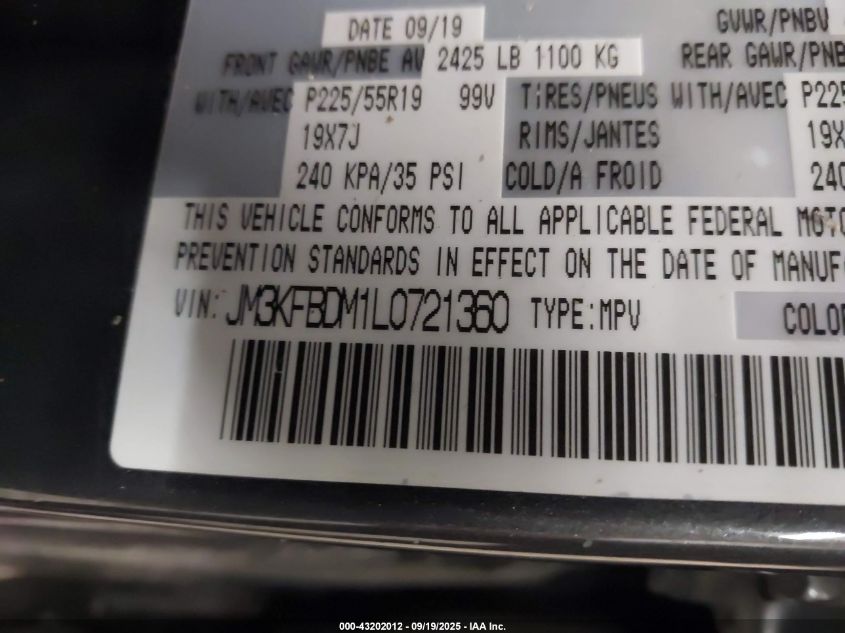 DATE 09/19 GVWR/PNBV
FRONT GAWR/PNBE AV 2425 LB 1100 KG REAR GAWR/PNB
WITH/AVEC P225/55R19 99V TIRES/PNEUS WITH/AVEC P225
19X7J RIMS/JANTES 19X
240 KPA/35 PSI COLD/A FROID 240
THIS VEHICLE CONFORMS TO ALL APPLICABLE FEDERAL MOTO
PREVENTION STANDARDS IN EFFECT ON THE DATE OF MANUF
VIN: JM3KFBDM1L0721360 TYPE:MPV COLO
000-43202012 - 09/19/2025 - IAA Inc.